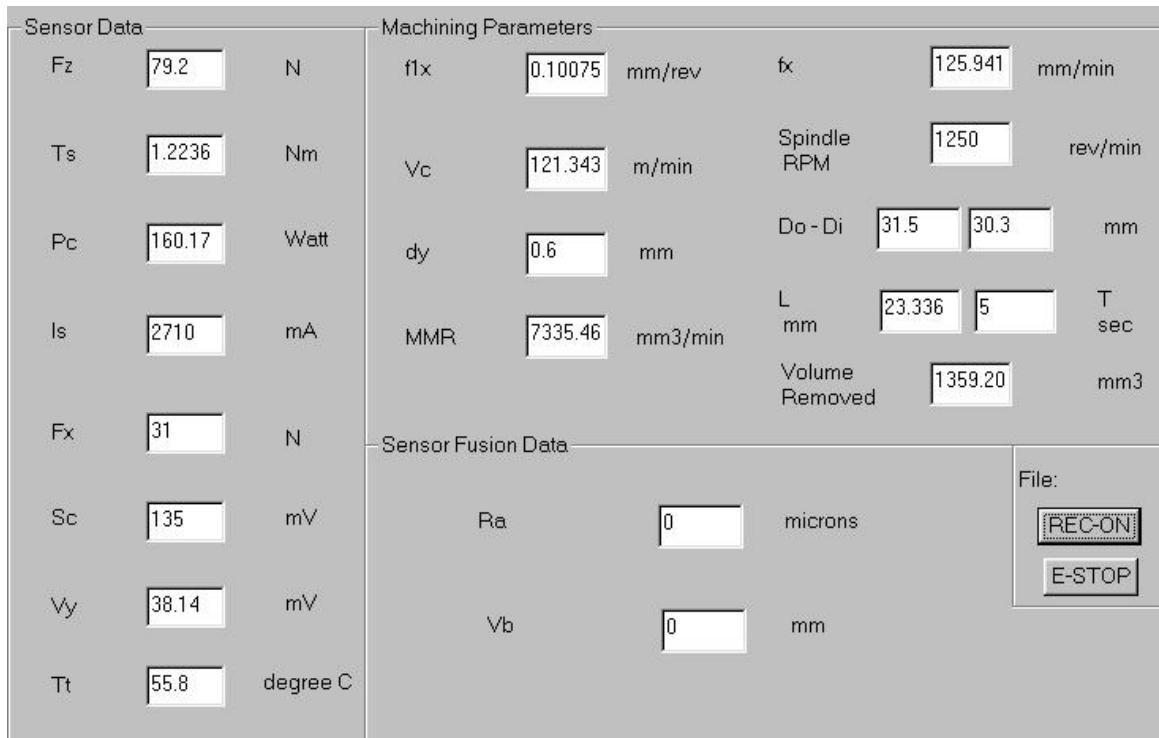 Sensor Data
Fz 79.2 N
Ts 1.2236 Nm
Pc 160.17 Watt
Is 2710 mA
Fx 31 N
Sc 135 mV
Vy 38.14 mV
Tt 55.8 degree C
Machining Parameters
f1x 0.10075 mm/rev
Vc 121.343 m/min
dy 0.6 mm
MMR 7335.46 mm3/min
fx 125.941 mm/min
Spindle
RPM 1250 rev/min
Do - Di 31.5 30.3 mm
L
mm 23.336 5 T
sec
Volume
Removed 1359.20 mm3
Sensor Fusion Data
Ra 0 microns
Vb 0 mm
File:
REC-ON
E-STOP